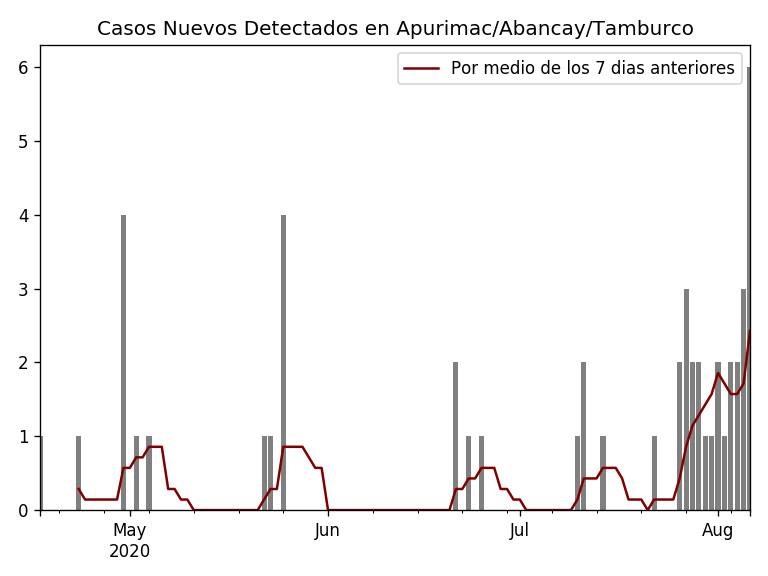 Casos Nuevos Detectados en Apurimac/Abancay/Tamburco
Por medio de los 7 dias anteriores
6
5
4
3
2
1
0
May
2020
Jun
Jul
Aug